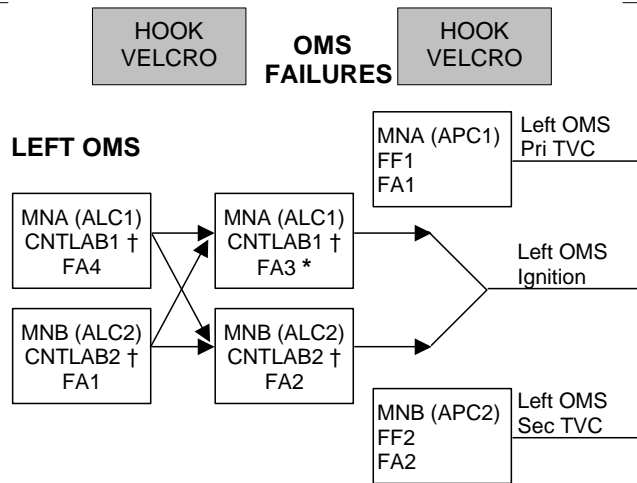 HOOK
VELCRO
OMS
FAILURES
HOOK
VELCRO
LEFT OMS
MNA (APC1)
FF1
FA1
Left OMS
Pri TVC
MNA (ALC1)
CNTLAB1 †
FA4
MNA (ALC1)
CNTLAB1 †
FA3 *
Left OMS
Ignition
MNB (ALC2)
CNTLAB2 †
FA1
MNB (ALC2)
CNTLAB2 †
FA2
MNB (APC2)
FF2
FA2
Left OMS
Sec TVC